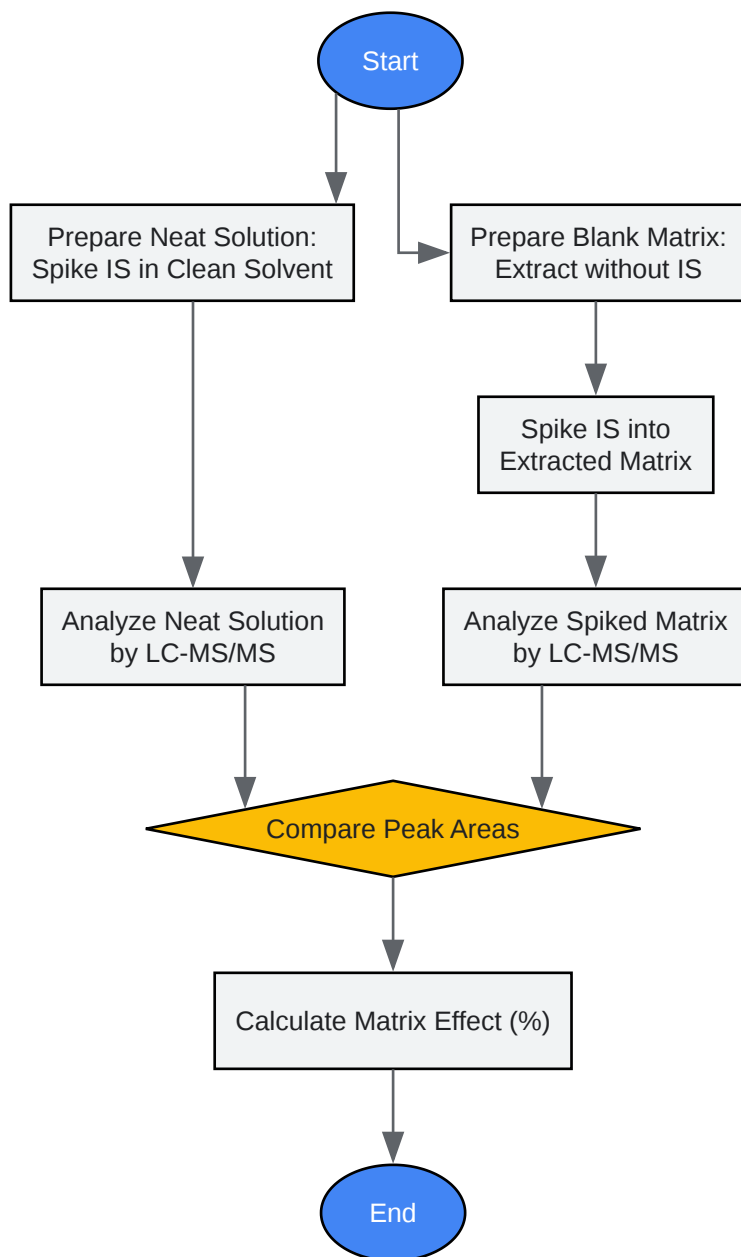 Start
Prepare Neat Solution:
Spike IS in Clean Solvent
Prepare Blank Matrix:
Extract without IS
Spike IS into
Extracted Matrix
Analyze Neat Solution
by LC-MS/MS
Analyze Spiked Matrix
by LC-MS/MS
Compare Peak Areas
Calculate Matrix Effect (%)
End